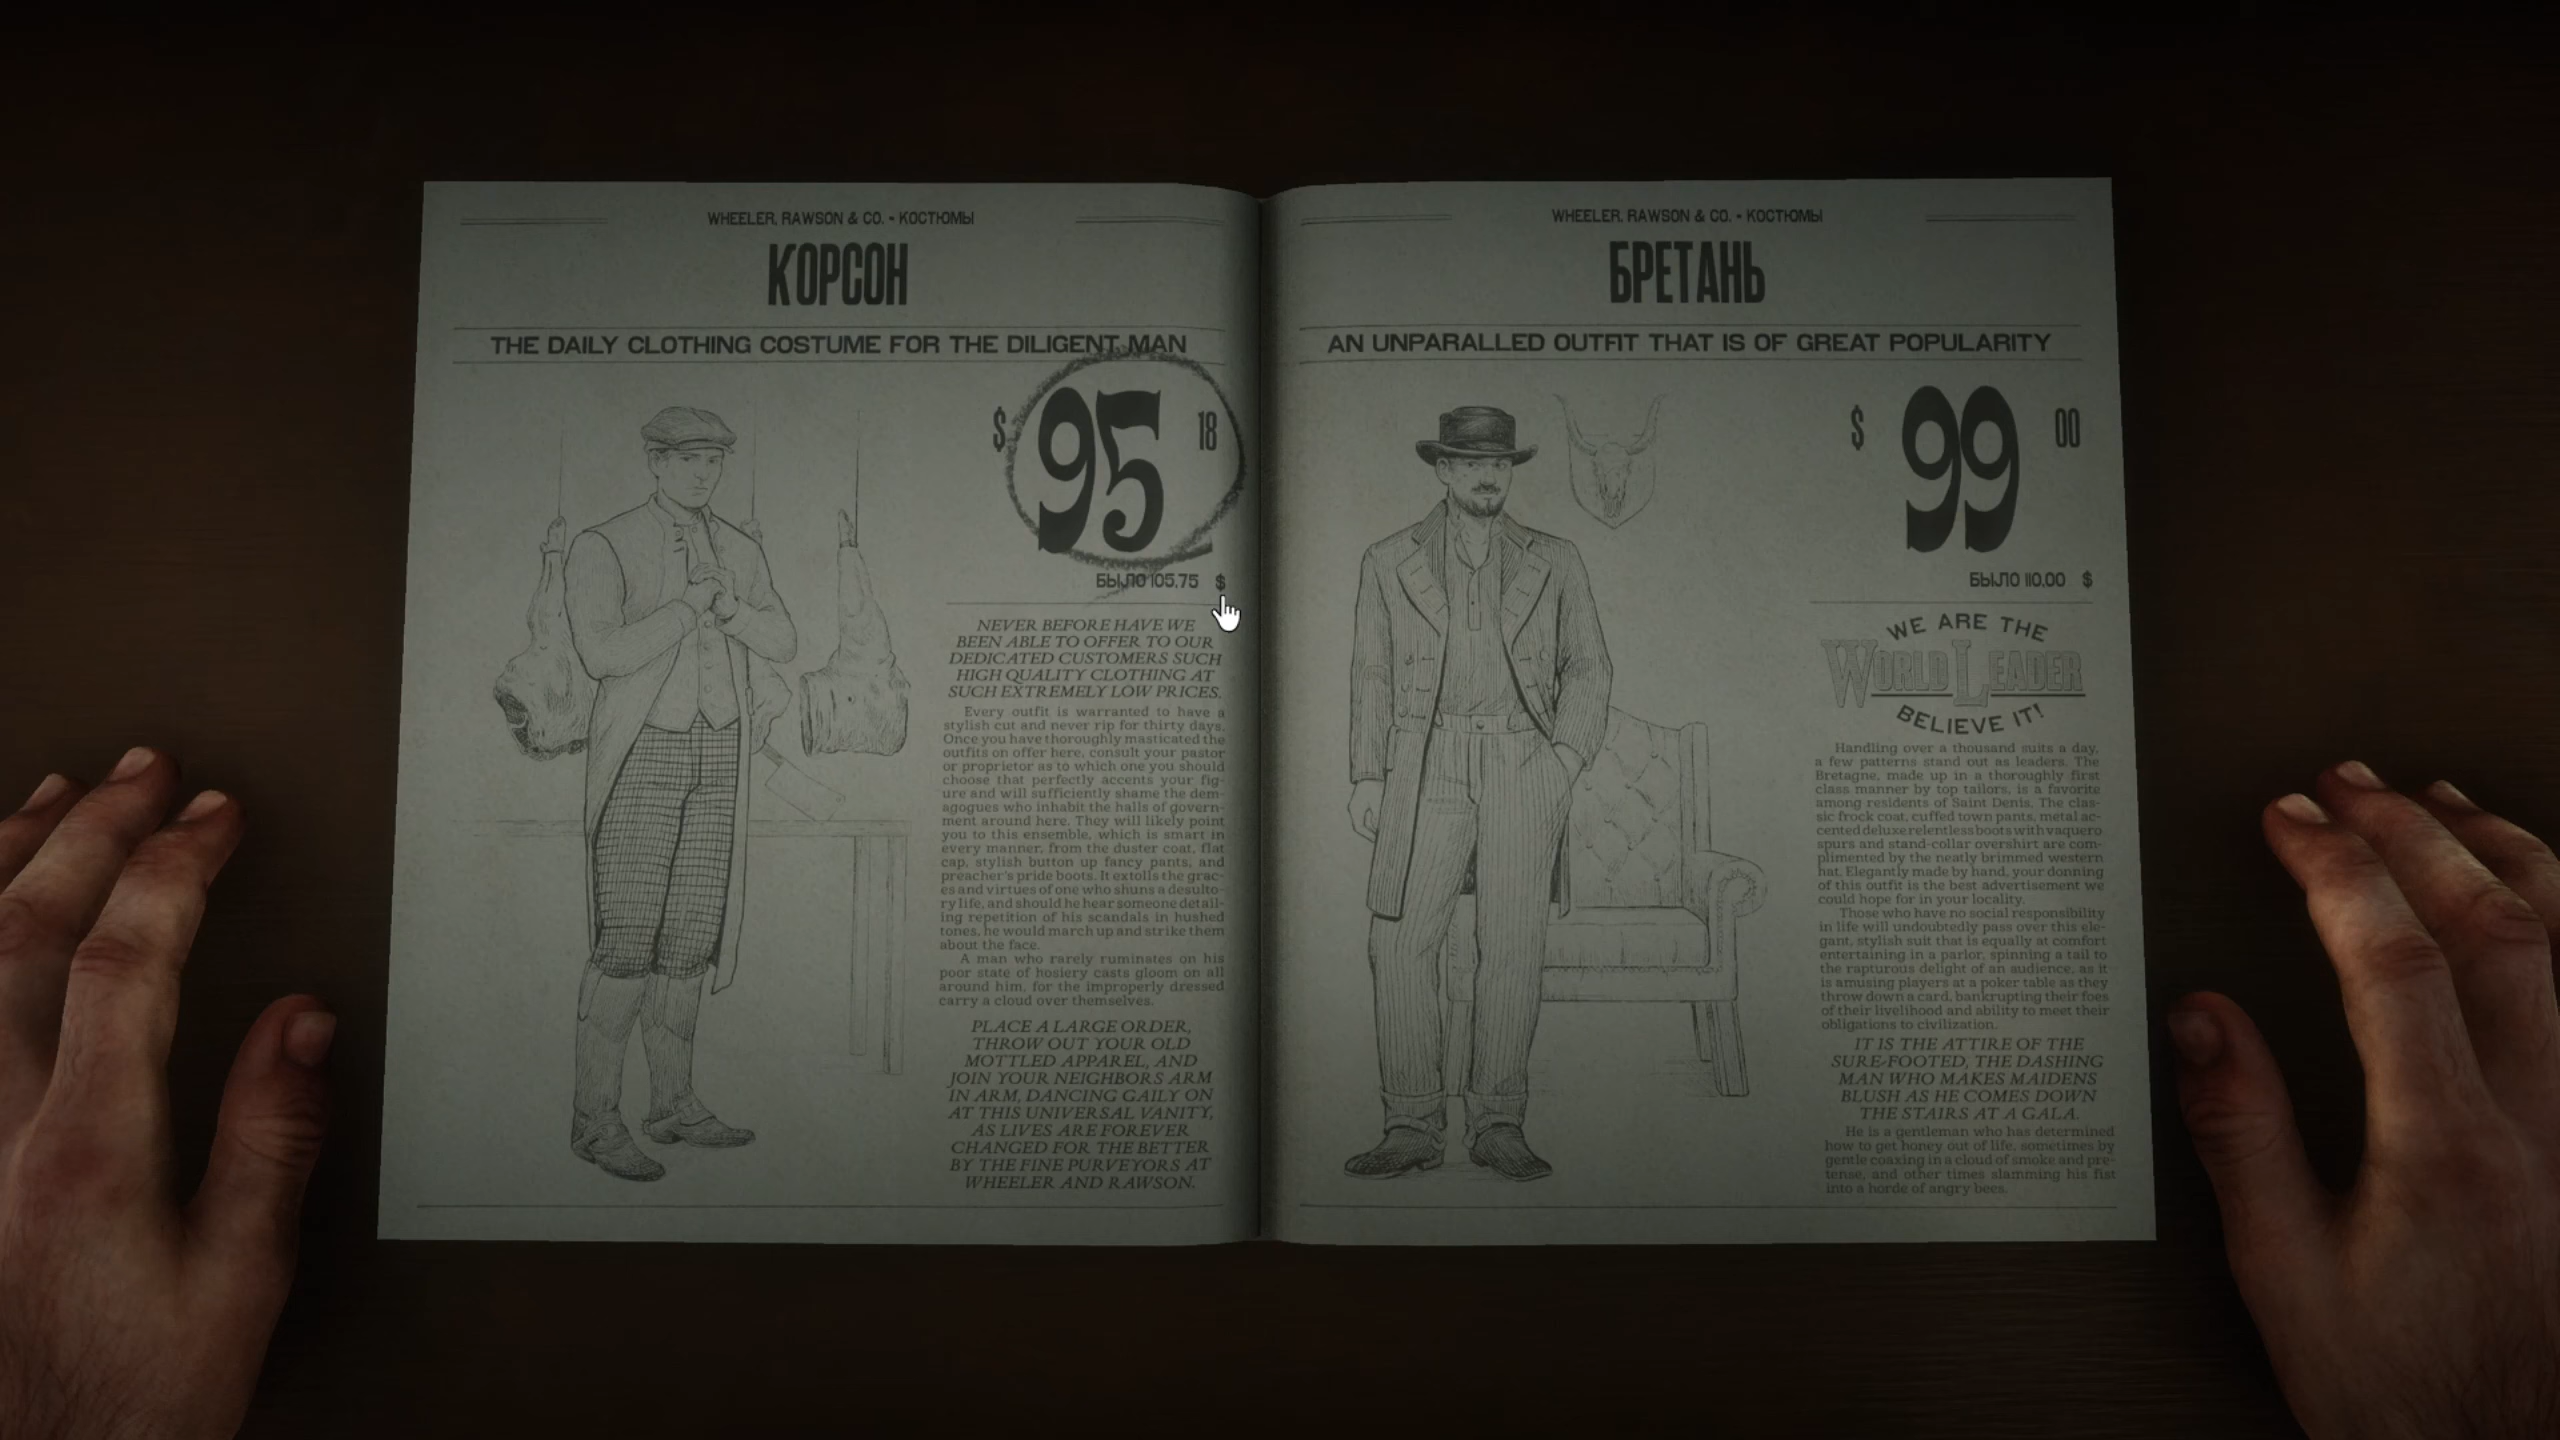 WHEELER, RAWSON & CO. - КОСТЮМЫ
КОРСОН
THE DAILY CLOTHING COSTUME FOR THE DILIGENT MAN
$ 95 18
БЫЛО 105,75 $
NEVER BEFORE HAVE WE
BEEN ABLE TO OFFER TO OUR
DEDICATED CUSTOMERS SUCH
HIGH QUALITY CLOTHING AT
SUCH EXTREMELY LOW PRICES.
Every outfit is warranted to have a
stylish cut and never rip for thirty days.
Once you have thoroughly masticated the
outfits on offer here, consult your pastor
or proprietor as to which one you should
choose that perfectly accents your fig-
ure and will sufficiently shame the dem-
agogues who inhabit the halls of govern-
ment around here. They will likely point
you to this ensemble, which is smart in
every manner, from the duster coat, flat
cap, stylish button up fancy pants, and
preacher's pride boots. It extolls the grac-
es and virtues of one who shuns a desulto-
ry life, and should he hear someone detail-
ing repetition of his scandals in hushed
tones, he would march up and strike them
about the face.
A man who rarely ruminates on his
poor state of hosiery casts gloom on all
around him, for the improperly dressed
carry a cloud over themselves.
PLACE A LARGE ORDER,
THROW OUT YOUR OLD
MOTTLED APPAREL, AND
JOIN YOUR NEIGHBORS ARM
IN ARM, DANCING GAILY ON
AT THIS UNIVERSAL VANITY,
AS LIVES ARE FOREVER
CHANGED FOR THE BETTER
BY THE FINE PURVEYORS AT
WHEELER AND RAWSON.
WHEELER, RAWSON & CO. - КОСТЮМЫ
БРЕТАНЬ
AN UNPARALLED OUTFIT THAT IS OF GREAT POPULARITY
$ 99 00
БЫЛО 110,00 $
WE ARE THE
WORLD LEADER
BELIEVE IT!
Handling over a thousand suits a day,
a few patterns stand out as leaders. The
Bretagne, made up in a thoroughly first
class manner by top tailors, is a favorite
among residents of Saint Denis. The clas-
sic frock coat, cuffed town pants, metal ac-
cented deluxe relentless boots with vaquero
spurs and stand-collar overshirt are com-
plimented by the neatly brimmed western
hat. Elegantly made by hand, your donning
of this outfit is the best advertisement we
could hope for in your locality.
Those who have no social responsibility
in life will undoubtedly pass over this ele-
gant, stylish suit that is equally at comfort
entertaining in a parlor, spinning a tail to
the rapturous delight of an audience, as it
is amusing players at a poker table as they
throw down a card, bankrupting their foes
of their livelihood and ability to meet their
obligations to civilization.
IT IS THE ATTIRE OF THE
SURE-FOOTED, THE DASHING
MAN WHO MAKES MAIDENS
BLUSH AS HE COMES DOWN
THE STAIRS AT A GALA.
He is a gentleman who has determined
how to get honey out of life, sometimes by
gentle coaxing in a cloud of smoke and pre-
tense, and other times slamming his fist
into a horde of angry bees.